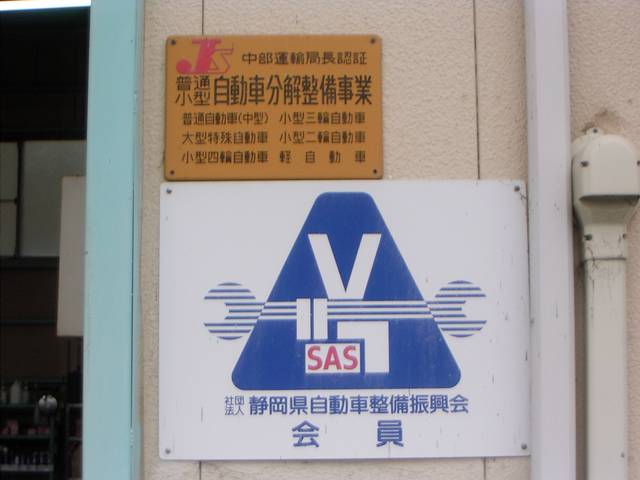 JS 中部運輸局長認証
普通
小型 自動車分解整備事業
普通自動車(中型) 小型三輪自動車
大型特殊自動車 小型二輪自動車
小型四輪自動車 軽自動車
V
SAS
社団
法人 静岡県自動車整備振興会
会員